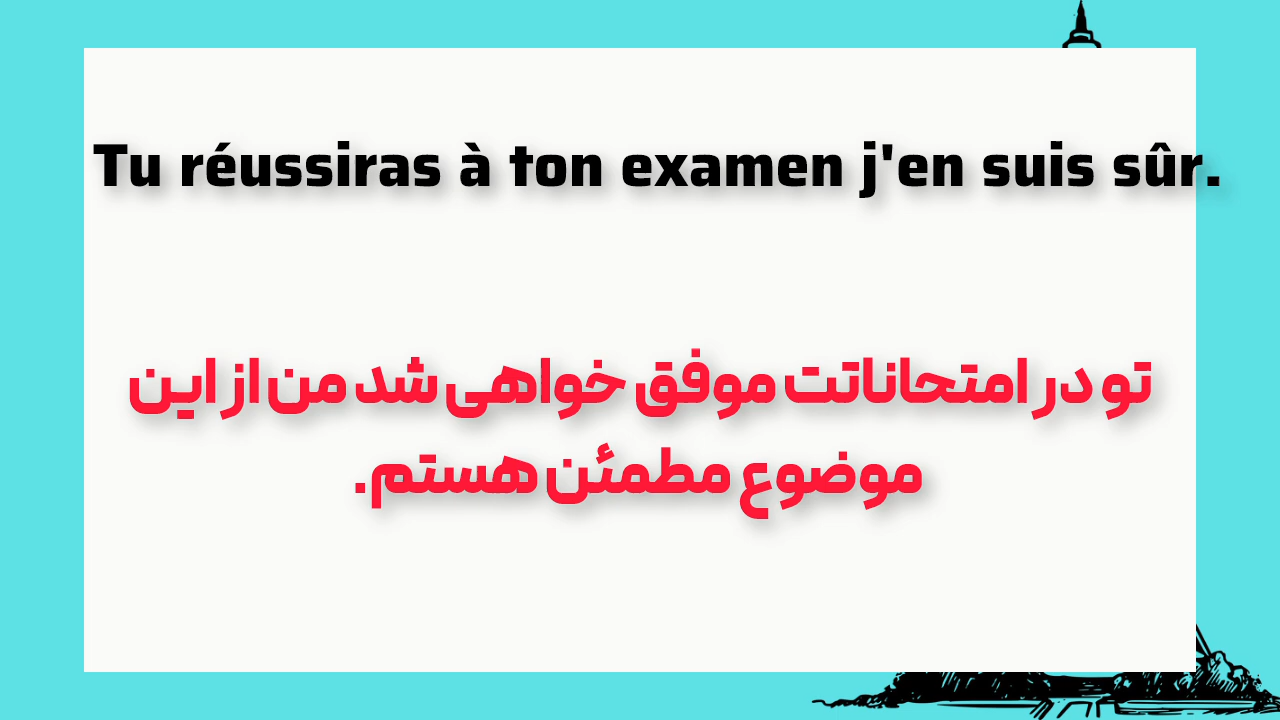 Tu réussiras à ton examen j'en suis sûr.
تو در امتحاناتت موفق خواهی شد من از این
موضوع مطمئن هستم.